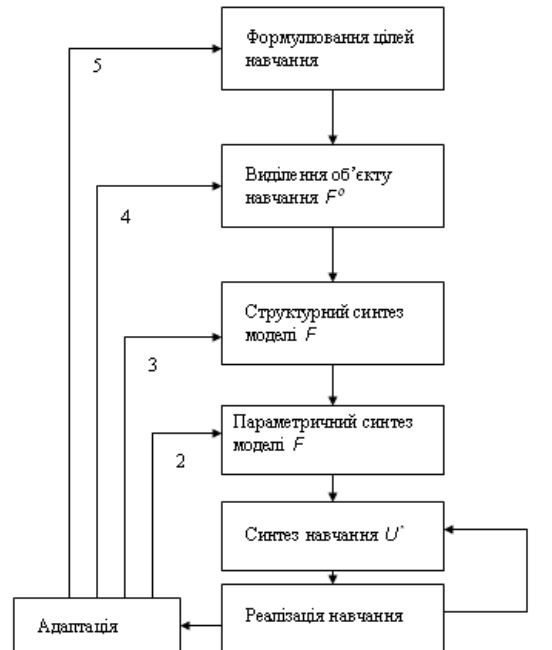 Формулювання цілей
навчання
5
Виділення об’єкту
навчання F°
4
Структурний синтез
моделі F
3
Параметричний синтез
моделі F
2
Синтез навчання U*
Реалізація навчання
Адаптація